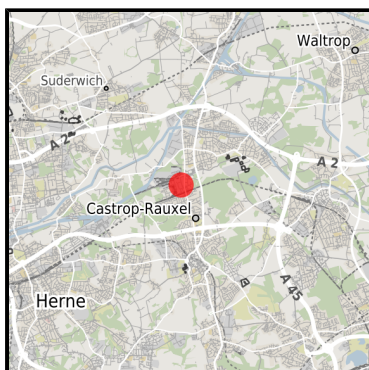 Waltrop
Suderwich
A 2
A 2
Castrop-Rauxel
A 45
Herne